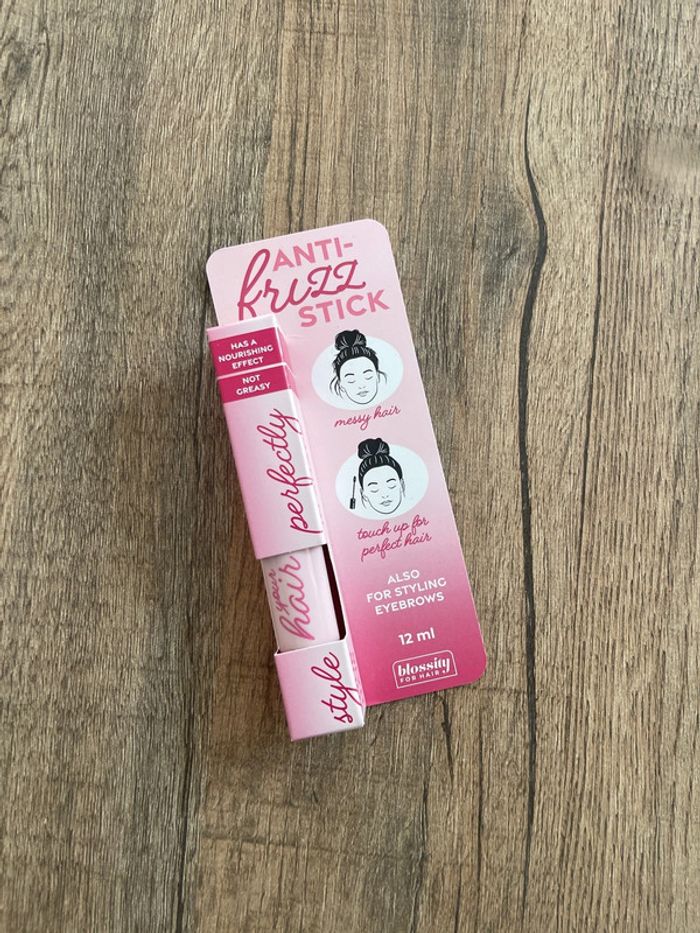 ANTI-
frizz
STICK
HAS A
NOURISHING
EFFECT
NOT
GREASY
style
your
hair
perfectly
messy hair
touch up for
perfect hair
ALSO
FOR STYLING
EYEBROWS
12 ml
blossity
FOR HAIR